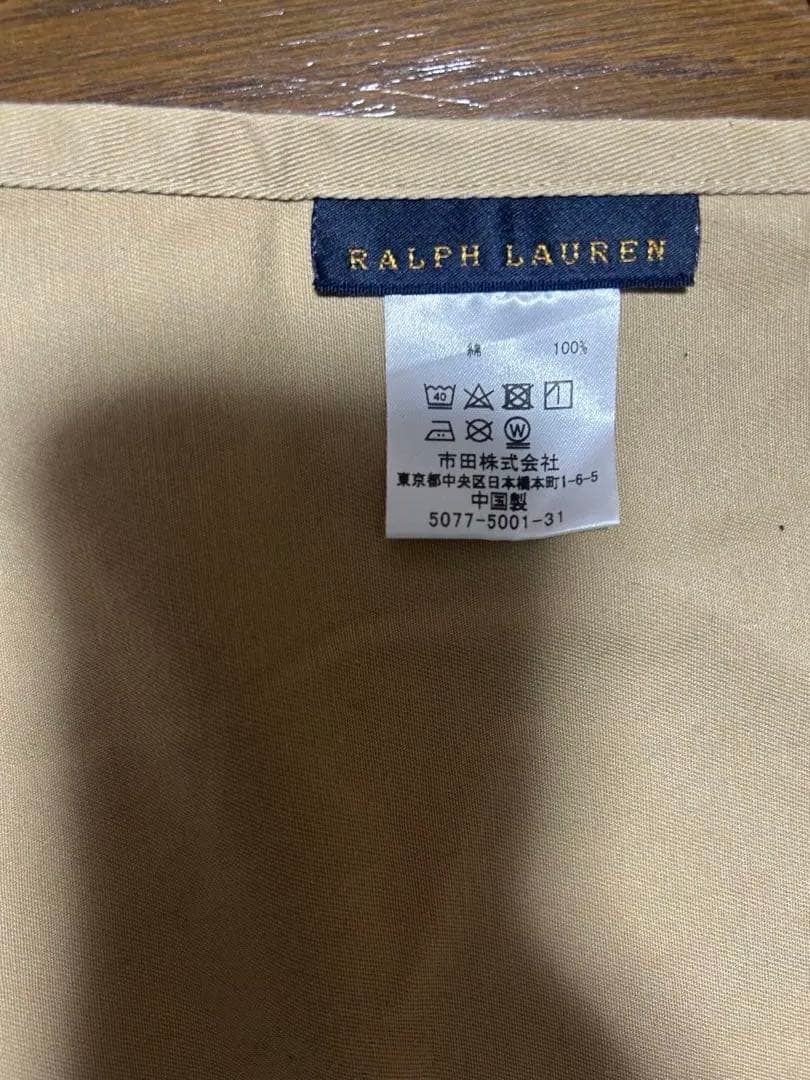 RALPH LAUREN
綿 100%
40
W
市田株式会社
東京都中央区日本橋本町1-6-5
中国製
5077-5001-31